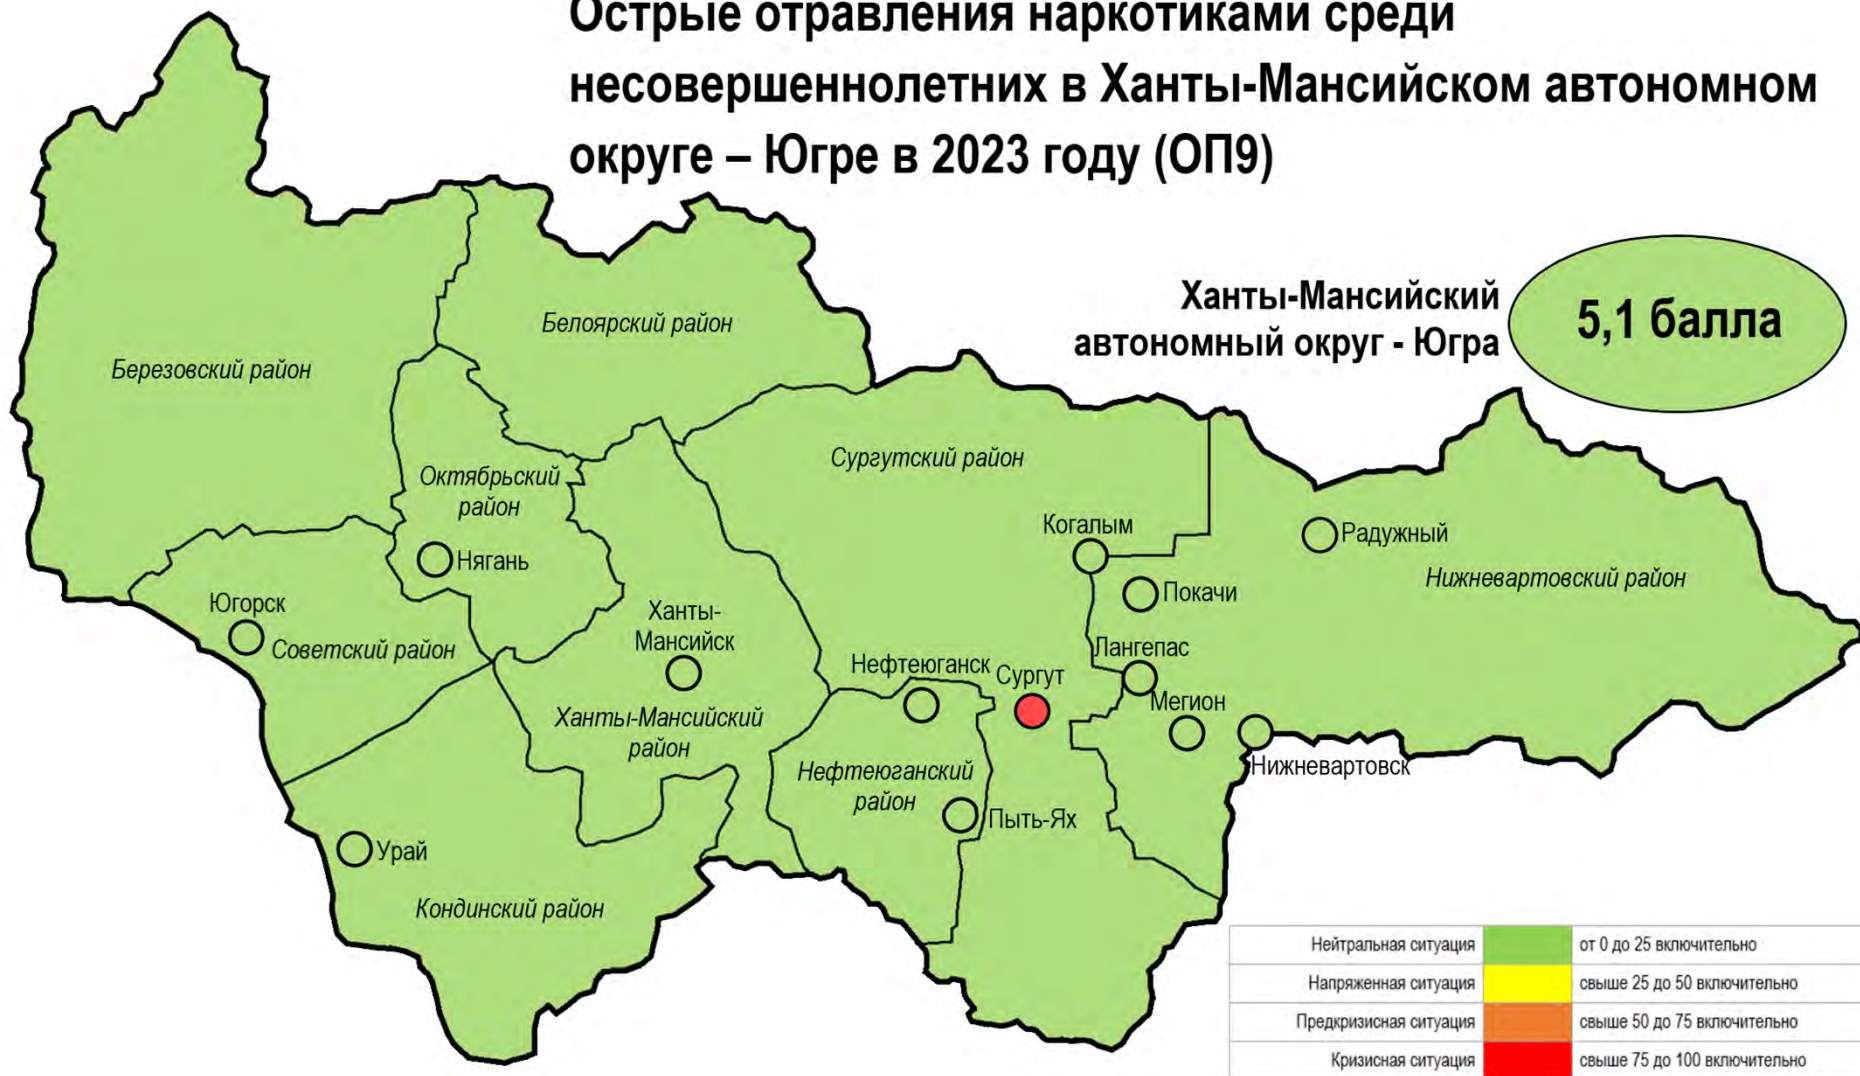 Острые отравления наркотиками среди
несовершеннолетних в Ханты-Мансийском автономном
округе – Югре в 2023 году (ОП9)
Ханты-Мансийский
автономный округ - Югра
5,1 балла
Белоярский район
Березовский район
Сургутский район
Октябрьский
район
Когалым
Радужный
Нягань
Нижневартовский район
Покачи
Югорск
Ханты-
Мансийск
Советский район
Лангепас
Нефтеюганск
Сургут
Мегион
Ханты-Мансийский
район
Нижневартовск
Нефтеюганский
район
Пыть-Ях
Урай
Кондинский район
Нейтральная ситуация от 0 до 25 включительно
Напряженная ситуация свыше 25 до 50 включительно
Предкризисная ситуация свыше 50 до 75 включительно
Кризисная ситуация свыше 75 до 100 включительно